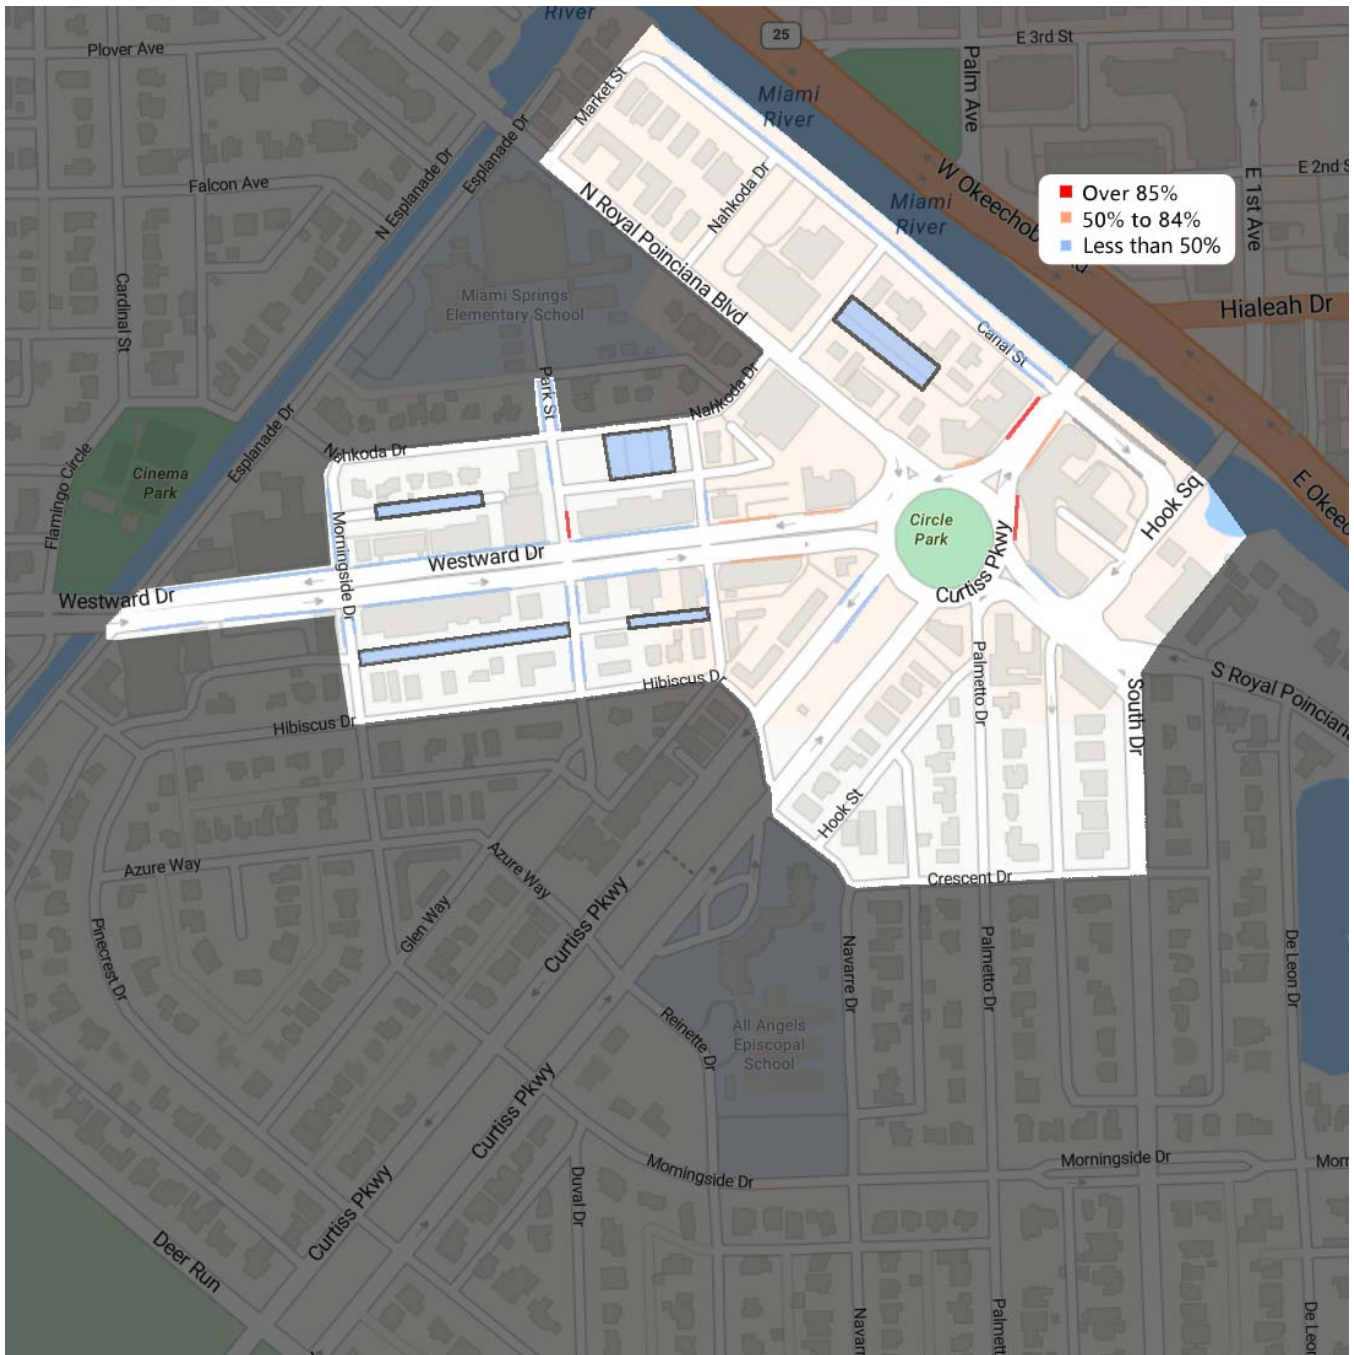 River
Plover Ave
25
E 3rd St
Palm Ave
Miami
River
Market St
Esplanade Dr
N Esplanade Dr
W Okeechob
E 2nd S
E 1st Ave
Over 85%
50% to 84%
Less than 50%
Falcon Ave
Nahkoda Dr
N Royal Poinciana Blvd
Miami
River
d
Cardinal St
Miami Springs
Elementary School
Hialeah Dr
Canal St
Park St
Nahkoda Dr
Esplanade Dr
Nahkoda Dr
Flamingo Circle
Cinema
Park
Hook Sq
E Okeec
Circle
Park
Curtiss Pkwy
Morningside Dr
Westward Dr
Westward Dr
Palmetto Dr
Hibiscus D
South Dr
S Royal Poincian
Hibiscus Dr
Hook St
Azure Way
Azure Way
Crescent Dr
Glen Way
Curtiss Pkwy
Pinecrest Dr
Navarre Dr
Palmetto Dr
De Leon Dr
Reinette Dr
All Angels
Episcopal
School
Curtiss Pkwy
Morningside Dr
Morningside Dr
Morn
Duval Dr
Curtiss Pkwy
Deer Run
Navarr
Palmett
De Leon